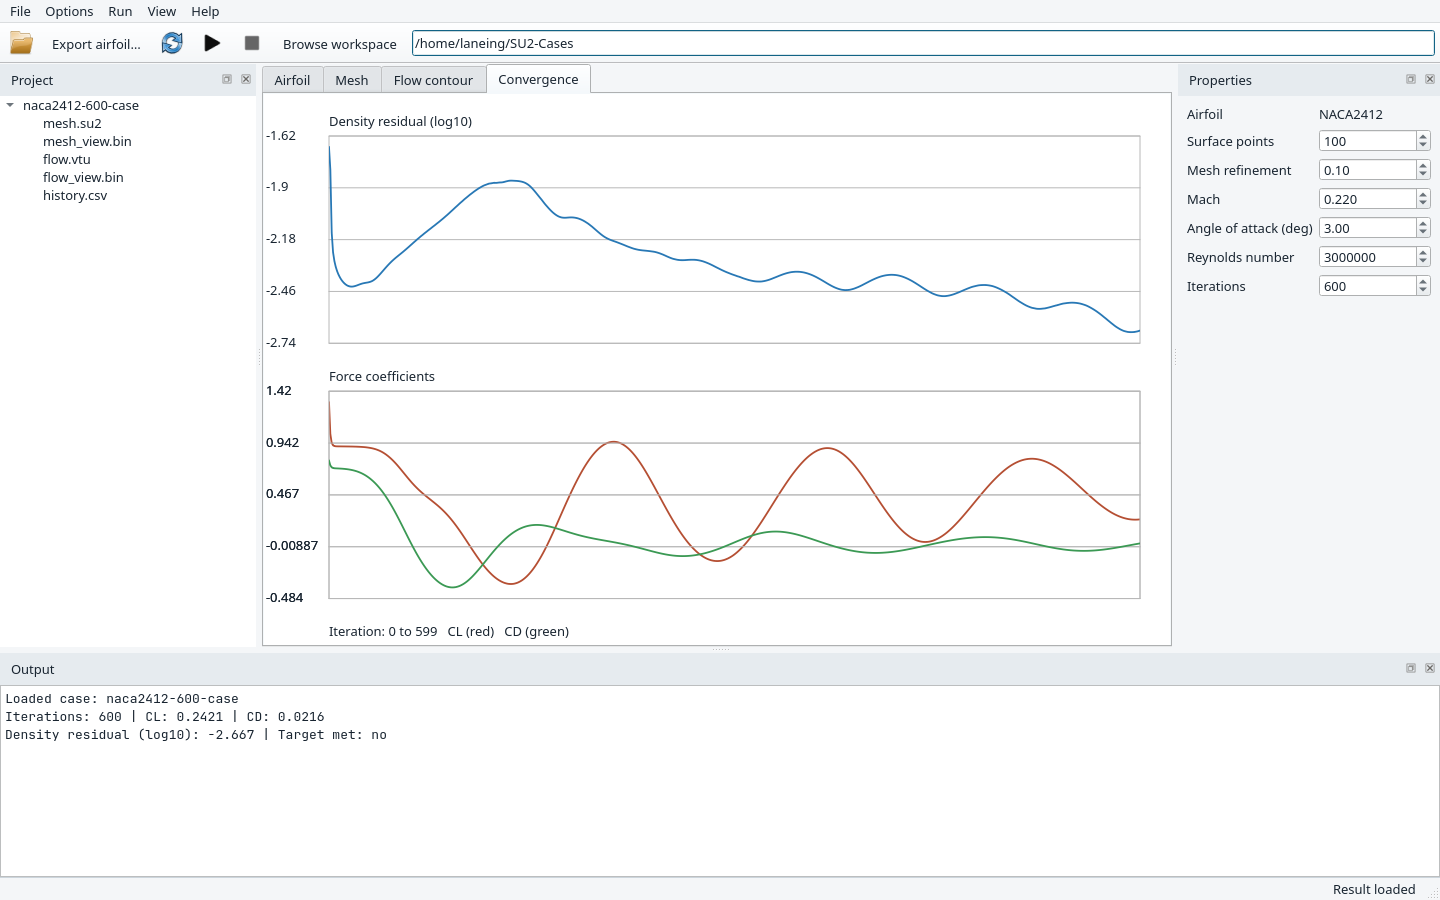 File Options Run View Help
Export airfoil... Browse workspace /home/laneing/SU2-Cases
Project
naca2412-600-case
mesh.su2
mesh_view.bin
flow.vtu
flow_view.bin
history.csv
Airfoil Mesh Flow contour Convergence
Density residual (log10)
-1.62
-1.9
-2.18
-2.46
-2.74
Force coefficients
1.42
0.942
0.467
-0.00887
-0.484
Iteration: 0 to 599 CL (red) CD (green)
Properties
Airfoil NACA2412
Surface points 100
Mesh refinement 0.10
Mach 0.220
Angle of attack (deg) 3.00
Reynolds number 3000000
Iterations 600
Output
Loaded case: naca2412-600-case
Iterations: 600 | CL: 0.2421 | CD: 0.0216
Density residual (log10): -2.667 | Target met: no
Result loaded